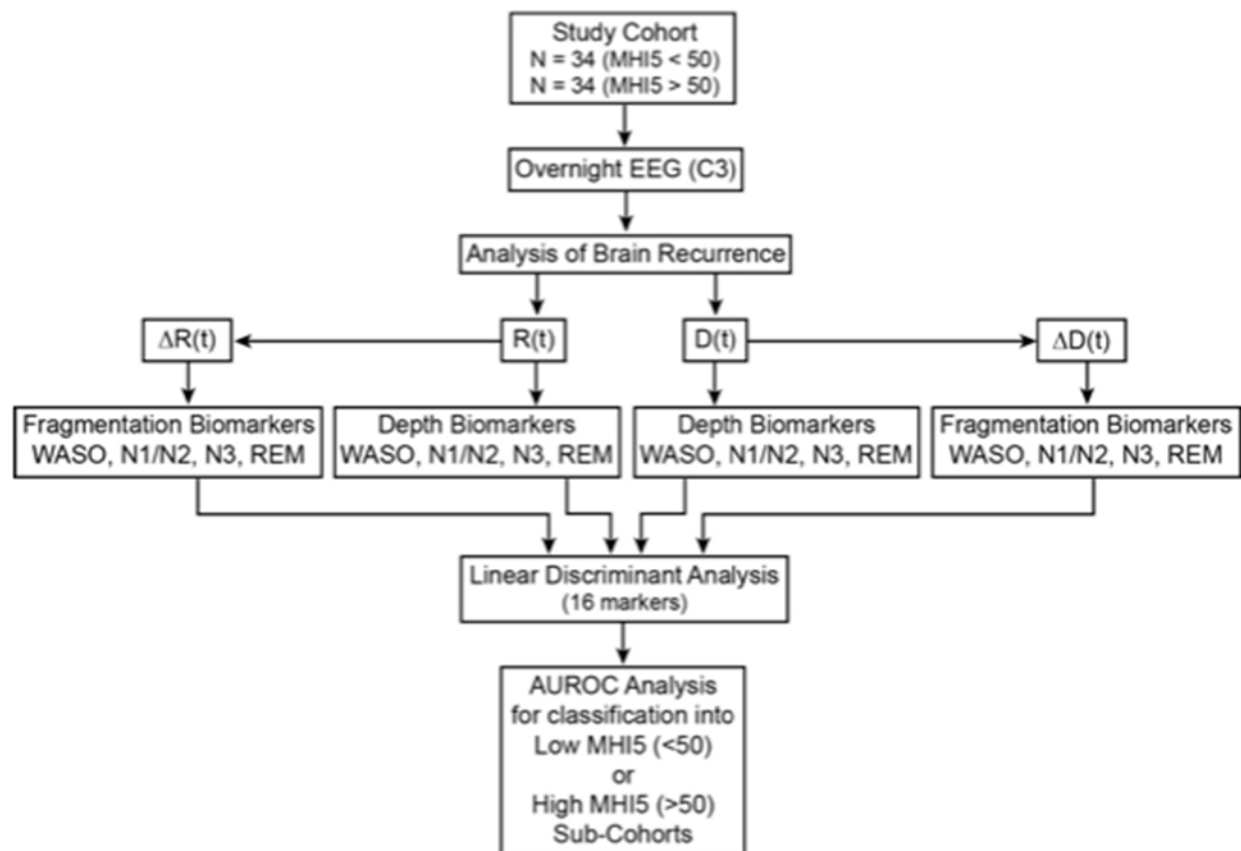 Study Cohort
N = 34 (MHI5 < 50)
N = 34 (MHI5 > 50)
Overnight EEG (C3)
Analysis of Brain Recurrence
ΔR(t)
R(t)
D(t)
ΔD(t)
Fragmentation Biomarkers
WASO, N1/N2, N3, REM
Depth Biomarkers
WASO, N1/N2, N3, REM
Depth Biomarkers
WASO, N1/N2, N3, REM
Fragmentation Biomarkers
WASO, N1/N2, N3, REM
Linear Discriminant Analysis
(16 markers)
AUROC Analysis
for classification into
Low MHI5 (<50)
or
High MHI5 (>50)
Sub-Cohorts